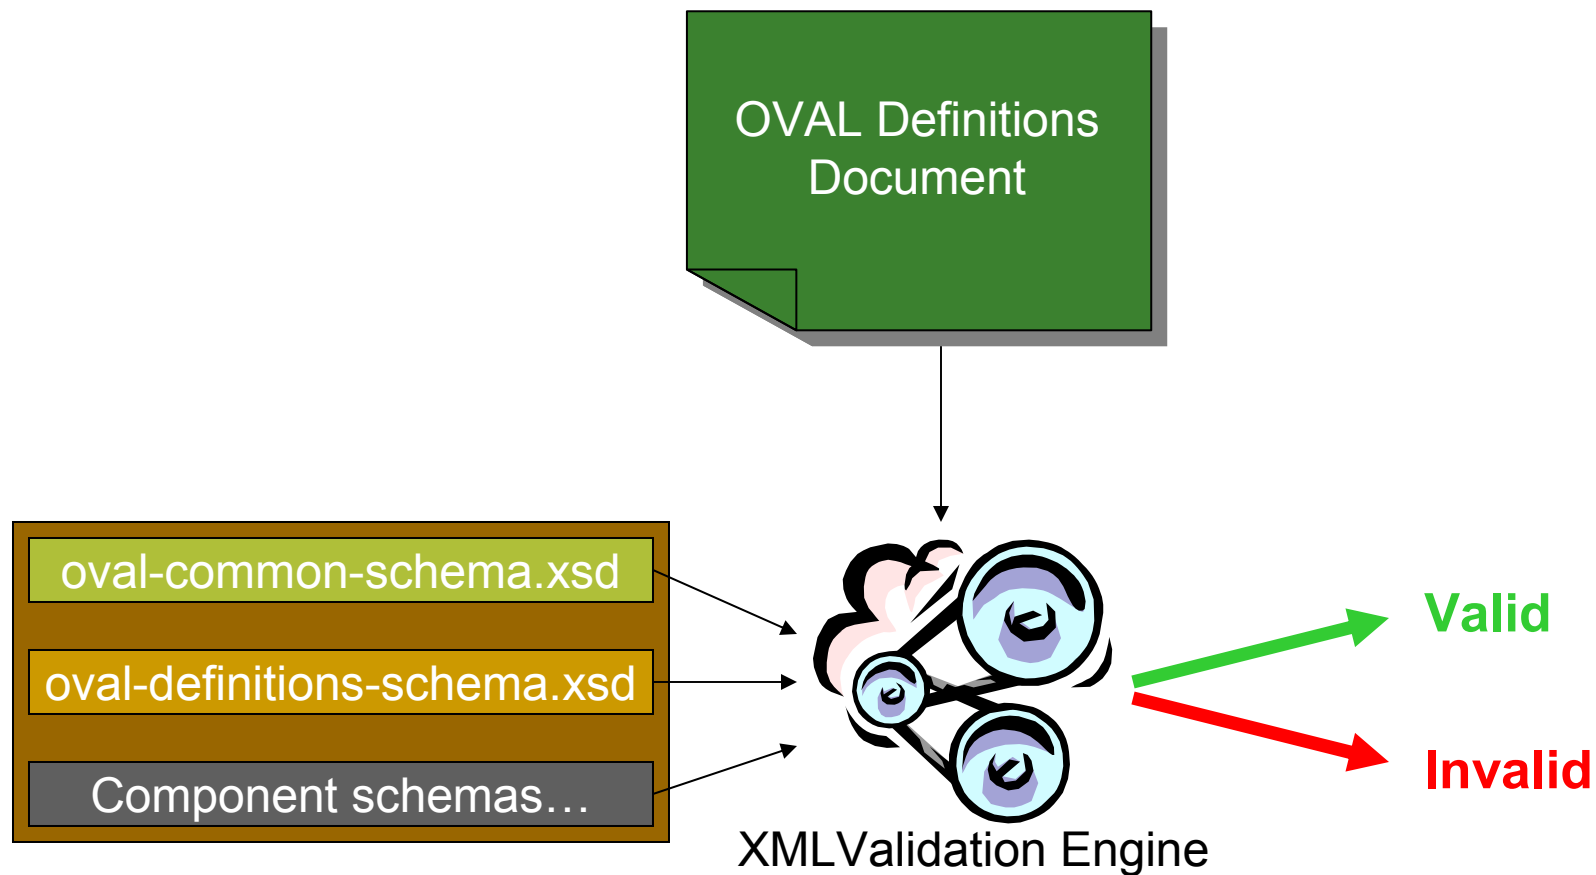 OVAL Definitions
Document
oval-common-schema.xsd
oval-definitions-schema.xsd
Component schemas…
XMLValidation Engine
Valid
Invalid